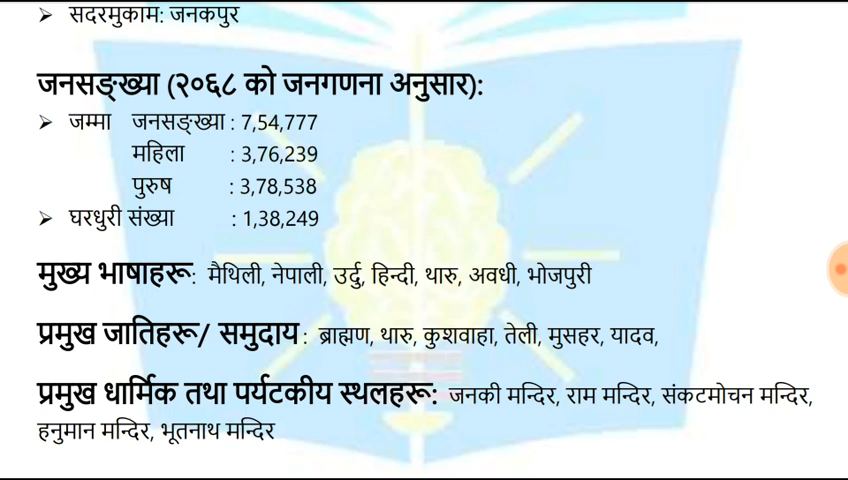 ➢ सदरमुकाम: जनकपुर
जनसङ्ख्या (२०६८ को जनगणना अनुसार):
➢ जम्मा जनसङ्ख्या : 7,54,777
महिला : 3,76,239
पुरुष : 3,78,538
➢ घरधुरी संख्या : 1,38,249
मुख्य भाषाहरू: मैथिली, नेपाली, उर्दु, हिन्दी, थारु, अवधी, भोजपुरी
प्रमुख जातिहरू/ समुदाय : ब्राह्मण, थारु, कुशवाहा, तेली, मुसहर, यादव,
प्रमुख धार्मिक तथा पर्यटकीय स्थलहरू: जनकी मन्दिर, राम मन्दिर, संकटमोचन मन्दिर,
हनुमान मन्दिर, भूतनाथ मन्दिर